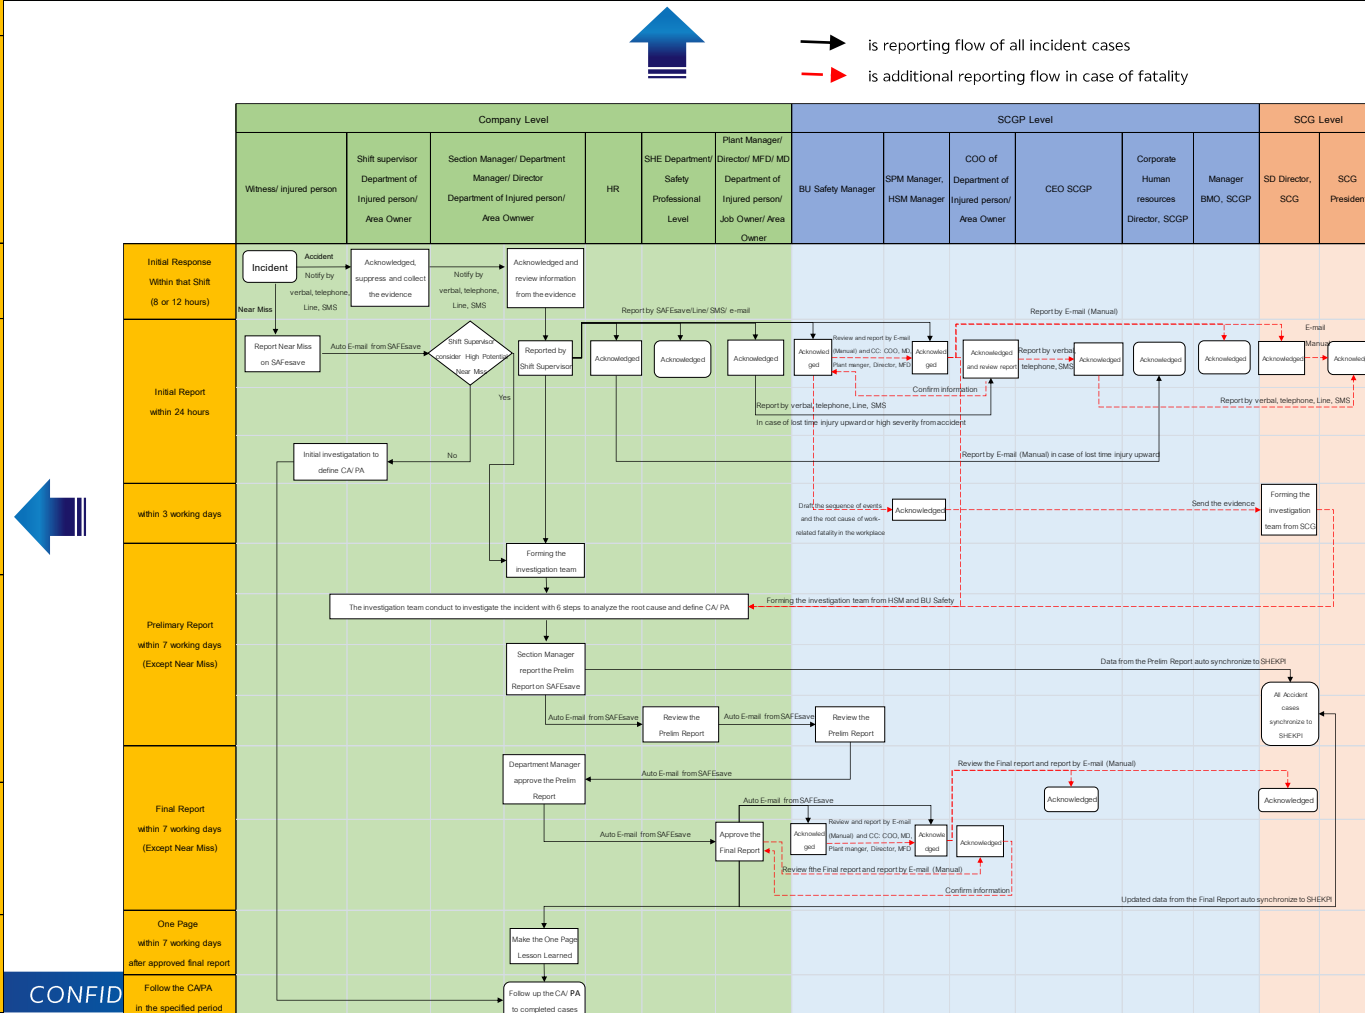 is reporting flow of all incident cases
is additional reporting flow in case of fatality
Company Level
SCGP Level
SCG Level
Witness/ injured person
Shift supervisor
Department of
Injured person/
Area Owner
Section Manager/ Department
Manager/ Director
Department of Injured person/
Area Ownwer
HR
SHE Department/
Safety
Professional
Level
Plant Manager/
Director/ MFD/ MD
Department of
Injured person/
Job Owner/ Area
Owner
BU Safety Manager
SPM Manager,
HSM Manager
COO of
Department of
Injured person/
Area Owner
CEO SCGP
Corporate
Human
resources
Director, SCGP
Manager
BMO, SCGP
SD Director,
SCG
SCG
President
Initial Response
Within that Shift
(8 or 12 hours)
Incident
Accident
Notify by
verbal, telephone,
Line, SMS
Near Miss
Acknowledged,
suppress and collect
the evidence
Notify by
verbal, telephone,
Line, SMS
Acknowledged and
review information
from the evidence
Initial Report
within 24 hours
Report Near Miss
on SAFEsave
Auto E-mail from SAFEsave
Shift Supervisor
consider High Potential
Near Miss
Yes
No
Reported by
Shift Supervisor
Report by SAFEsave/Line/ SMS/ e-mail
Acknowledged
Acknowledged
Acknowledged
Acknowled
ged
Review and report by E-mail
(Manual) and CC: COO, MD,
Plant manger, Director, MFD
Acknowled
ged
Confirm information
Acknowledged
and review report
Report by E-mail (Manual)
Report by verbal,
telephone, SMS
Acknowledged
Acknowledged
Acknowledged
Acknowledged
E-mail
Manual
Acknowled
Report by verbal, telephone, Line, SMS
Report by verbal, telephone, Line, SMS
In case of lost time injury upward or high severity from accident
Report by E-mail (Manual) in case of lost time injury upward
Initial investigatation to
define CA/ PA
within 3 working days
Draft the sequence of events
and the root cause of work-
related fatality in the workplace
Acknowledged
Send the evidence
Forming the
investigation
team from SCG
Prelimary Report
within 7 working days
(Except Near Miss)
Forming the
investigation team
The investigation team conduct to investigate the incident with 6 steps to analyze the root cause and define CA/ PA
Forming the investigation team from HSM and BU Safety
Section Manager
report the Prelim
Report on SAFEsave
Data from the Prelim Report auto synchronize to SHEKPI
All Accident
cases
synchronize to
SHEKPI
Auto E-mail from SAFEsave
Review the
Prelim Report
Auto E-mail from SAFEsave
Review the
Prelim Report
Final Report
within 7 working days
(Except Near Miss)
Department Manager
approve the Prelim
Report
Auto E-mail from SAFEsave
Auto E-mail from SAFEsave
Approve the
Final Report
Auto E-mail from SAFEsave
Acknowled
ged
Review and report by E-mail
(Manual) and CC: COO, MD,
Plant manger, Director, MFD
Acknowle
dged
Acknowledged
Review the Final report and report by E-mail (Manual)
Acknowledged
Acknowledged
Review fthe Final report and report by E-mail (Manual)
Confirm information
Updated data from the Final Report auto synchronize to SHEKPI
One Page
within 7 working days
after approved final report
Make the One Page
Lesson Learned
Follow the CA/PA
in the specified period
Follow up the CA/ PA
to completed cases
CONFID